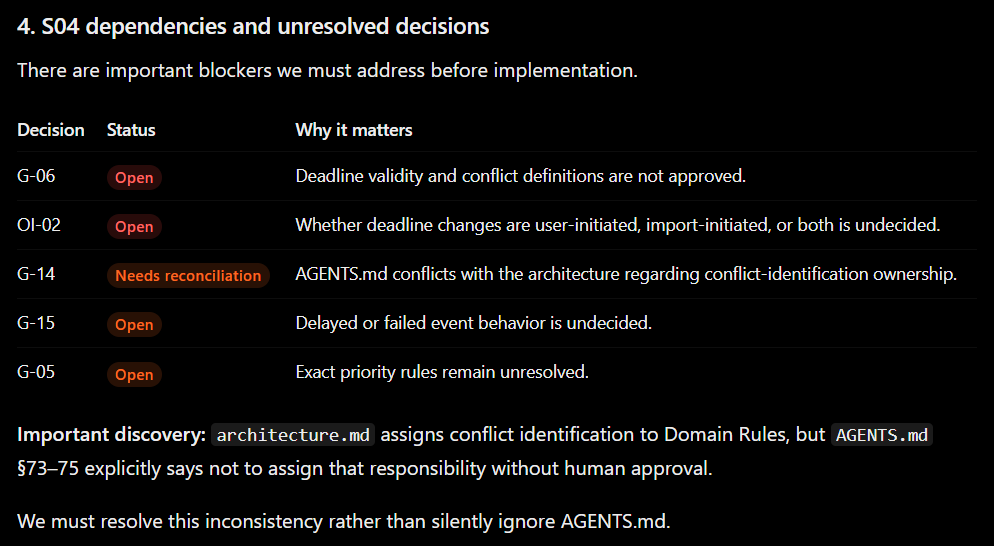 4. S04 dependencies and unresolved decisions
There are important blockers we must address before implementation.
Decision Status Why it matters
G-06 Open Deadline validity and conflict definitions are not approved.
OI-02 Open Whether deadline changes are user-initiated, import-initiated, or both is undecided.
G-14 Needs reconciliation AGENTS.md conflicts with the architecture regarding conflict-identification ownership.
G-15 Open Delayed or failed event behavior is undecided.
G-05 Open Exact priority rules remain unresolved.
Important discovery: architecture.md assigns conflict identification to Domain Rules, but AGENTS.md
§73–75 explicitly says not to assign that responsibility without human approval.
We must resolve this inconsistency rather than silently ignore AGENTS.md.